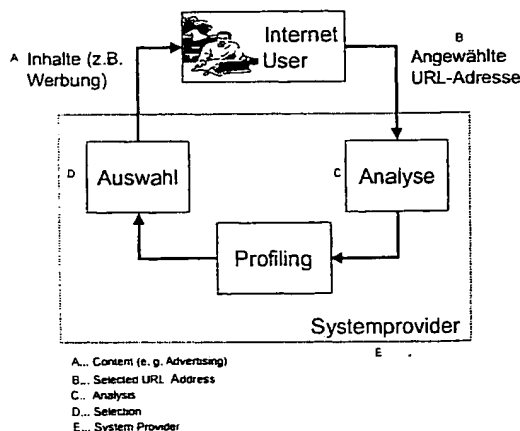 A Inhalte (z.B.
Werbung)
Internet
User
B
Angewählte
URL-Adresse
D Auswahl
C Analyse
Profiling
Systemprovider
E
A... Content (e. g. Advertising)
B... Selected URL Address
C... Analysis
D... Selection
E... System Provider